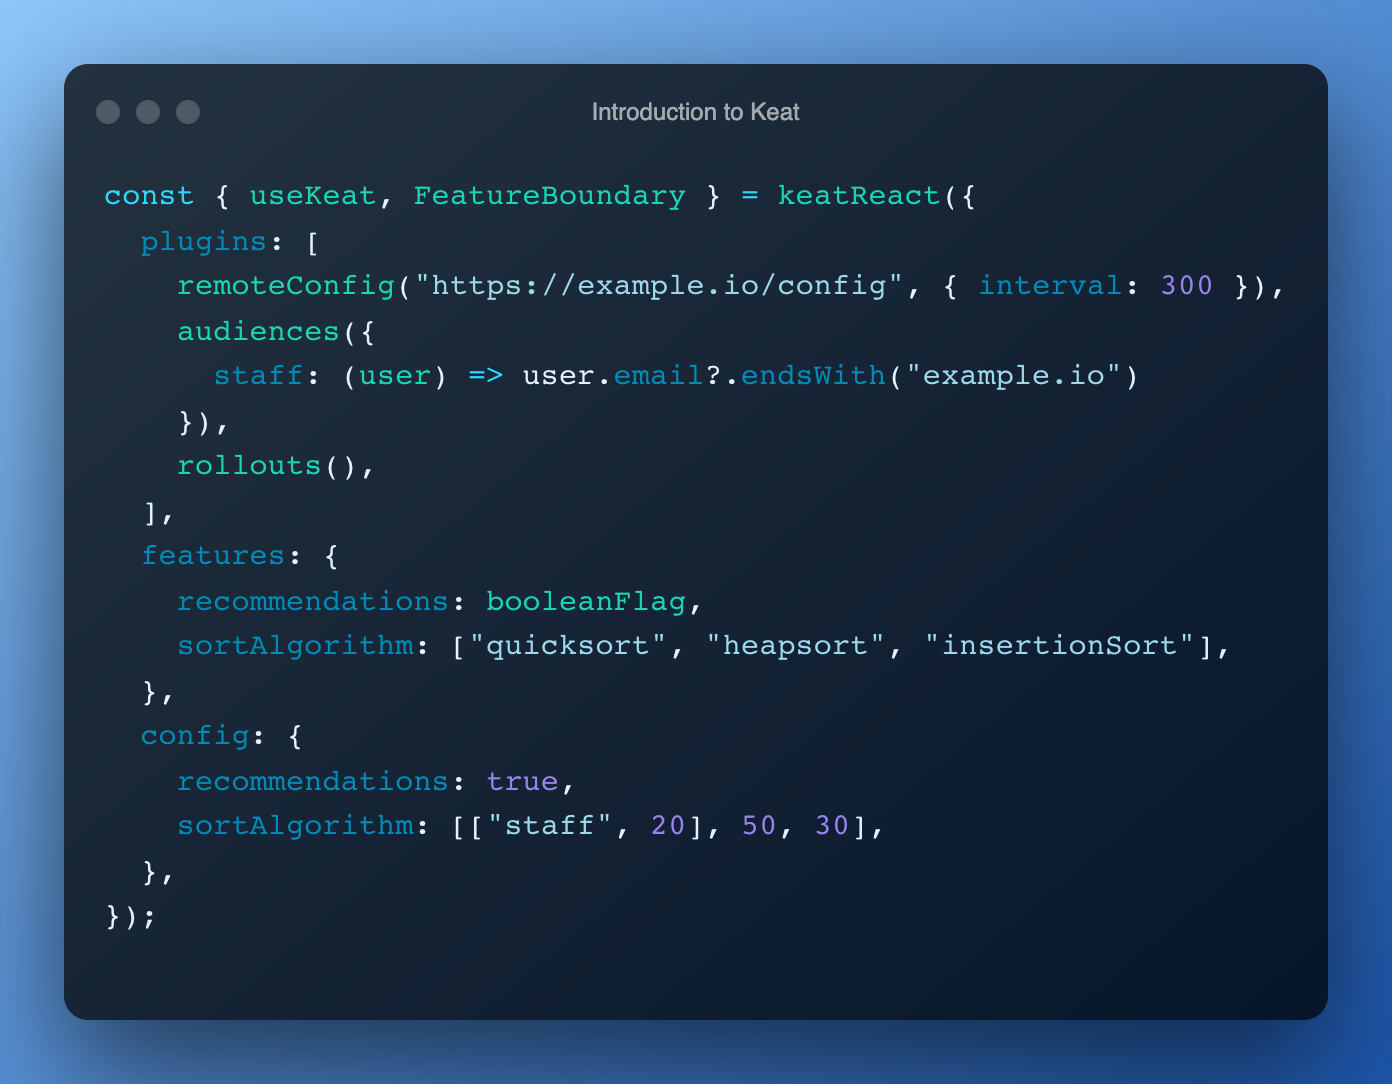 Introduction to Keat
const { useKeat, FeatureBoundary } = keatReact({
  plugins: [
    remoteConfig("https://example.io/config", { interval: 300 }),
    audiences({
      staff: (user) => user.email?.endsWith("example.io")
    }),
    rollouts(),
  ],
  features: {
    recommendations: booleanFlag,
    sortAlgorithm: ["quicksort", "heapsort", "insertionSort"],
  },
  config: {
    recommendations: true,
    sortAlgorithm: [["staff", 20], 50, 30],
  },
});